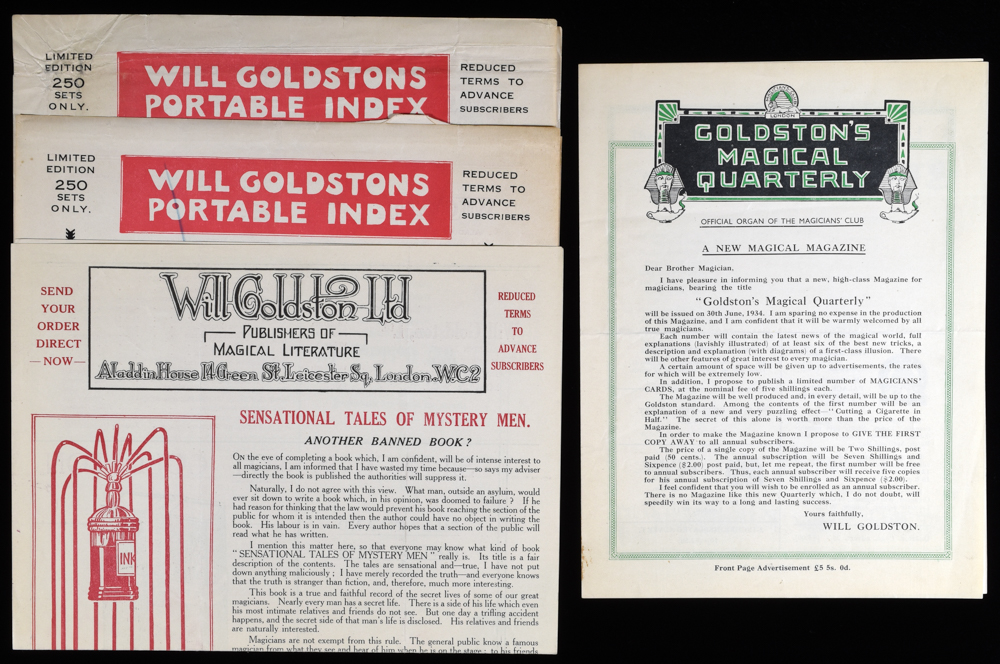 LIMITED
EDITION
250
SETS
ONLY.
WILL GOLDSTONS
PORTABLE INDEX
REDUCED
TERMS TO
ADVANCE
SUBSCRIBERS
LIMITED
EDITION
250
SETS
ONLY.
WILL GOLDSTONS
PORTABLE INDEX
REDUCED
TERMS TO
ADVANCE
SUBSCRIBERS
SEND
YOUR
ORDER
DIRECT
—NOW—
Will Goldston Ltd
PUBLISHERS OF
MAGICAL LITERATURE
Aladdin House 14 Green St. Leicester Sq. London. W.C.2
REDUCED
TERMS
TO
ADVANCE
SUBSCRIBERS
INK
SENSATIONAL TALES OF MYSTERY MEN.
ANOTHER BANNED BOOK?
ON the eve of completing a book which, I am confident, will be of intense interest to
all magicians, I am informed that I have wasted my time because—so says my adviser
—directly the book is published the authorities will suppress it.
Naturally, I do not agree with this view. What man, outside an asylum, would
ever sit down to write a book which, in his opinion, was doomed to failure ? If he
had reason for thinking that the law would prevent his book reaching the section of the
public for whom it is intended then the author could have no object in writing the
book. His labour is in vain. Every author hopes that a section of the public will
read what he has written.
I mention this matter here, so that everyone may know what kind of book
" SENSATIONAL TALES OF MYSTERY MEN " really is. Its title is a fair
description of the contents. The tales are sensational and—true, I have not put
down anything maliciously ; I have merely recorded the truth—and everyone knows
that the truth is stranger than fiction, and, therefore, much more interesting.
This book is a true and faithful record of the secret lives of some of our great
magicians. Nearly every man has a secret life. There is a side of his life which even
his most intimate relatives and friends do not see. But one day a trifling accident
happens, and the secret side of that man's life is disclosed. His relatives and friends
are naturally interested.
Magicians are not exempt from this rule. The general public know a famous
magician from what they see and hear of him when he is on the stage ; to his friends
LONDON
GOLDSTON'S
MAGICAL
QUARTERLY
OFFICIAL ORGAN OF THE MAGICIANS' CLUB
A NEW MAGICAL MAGAZINE
Dear Brother Magician.
I have pleasure in informing you that a new, high-class Magazine for
magicians, bearing the title
"Goldston's Magical Quarterly"
will be issued on 30th June, 1934. I am sparing no expense in the production
of this Magazine, and I am confident that it will be warmly welcomed by all
true magicians.
Each number will contain the latest news of the magical world, full
explanations (lavishly illustrated) of at least six of the best new tricks, a
description and explanation (with diagrams) of a first-class illusion. There
will be other features of great interest to every magician.
A certain amount of space will be given up to advertisements, the rates
for which will be extremely low.
In addition, I propose to publish a limited number of MAGICIANS'
CARDS, at the nominal fee of five shillings each.
The Magazine will be well produced and, in every detail, will be up to the
Goldston standard. Among the contents of the first number will be an
explanation of a new and very puzzling effect—"Cutting a Cigarette in
Half." The secret of this alone is worth more than the price of the
Magazine.
In order to make the Magazine known I propose to GIVE THE FIRST
COPY AWAY to all annual subscribers.
The price of a single copy of the Magazine will be Two Shillings, post
paid (50 cents.). The annual subscription will be Seven Shillings and
Sixpence ($2.00) post paid, but, let me repeat, the first number will be free
to annual subscribers. Thus, each annual subscriber will receive five copies
for his annual subscription of Seven Shillings and Sixpence ($2.00).
I feel confident that you will wish to be enrolled as an annual subscriber.
There is no Magazine like this new Quarterly which, I do not doubt, will
speedily win its way to a long and lasting success.
Yours faithfully,
WILL GOLDSTON.
Front Page Advertisement £5 5s. 0d.